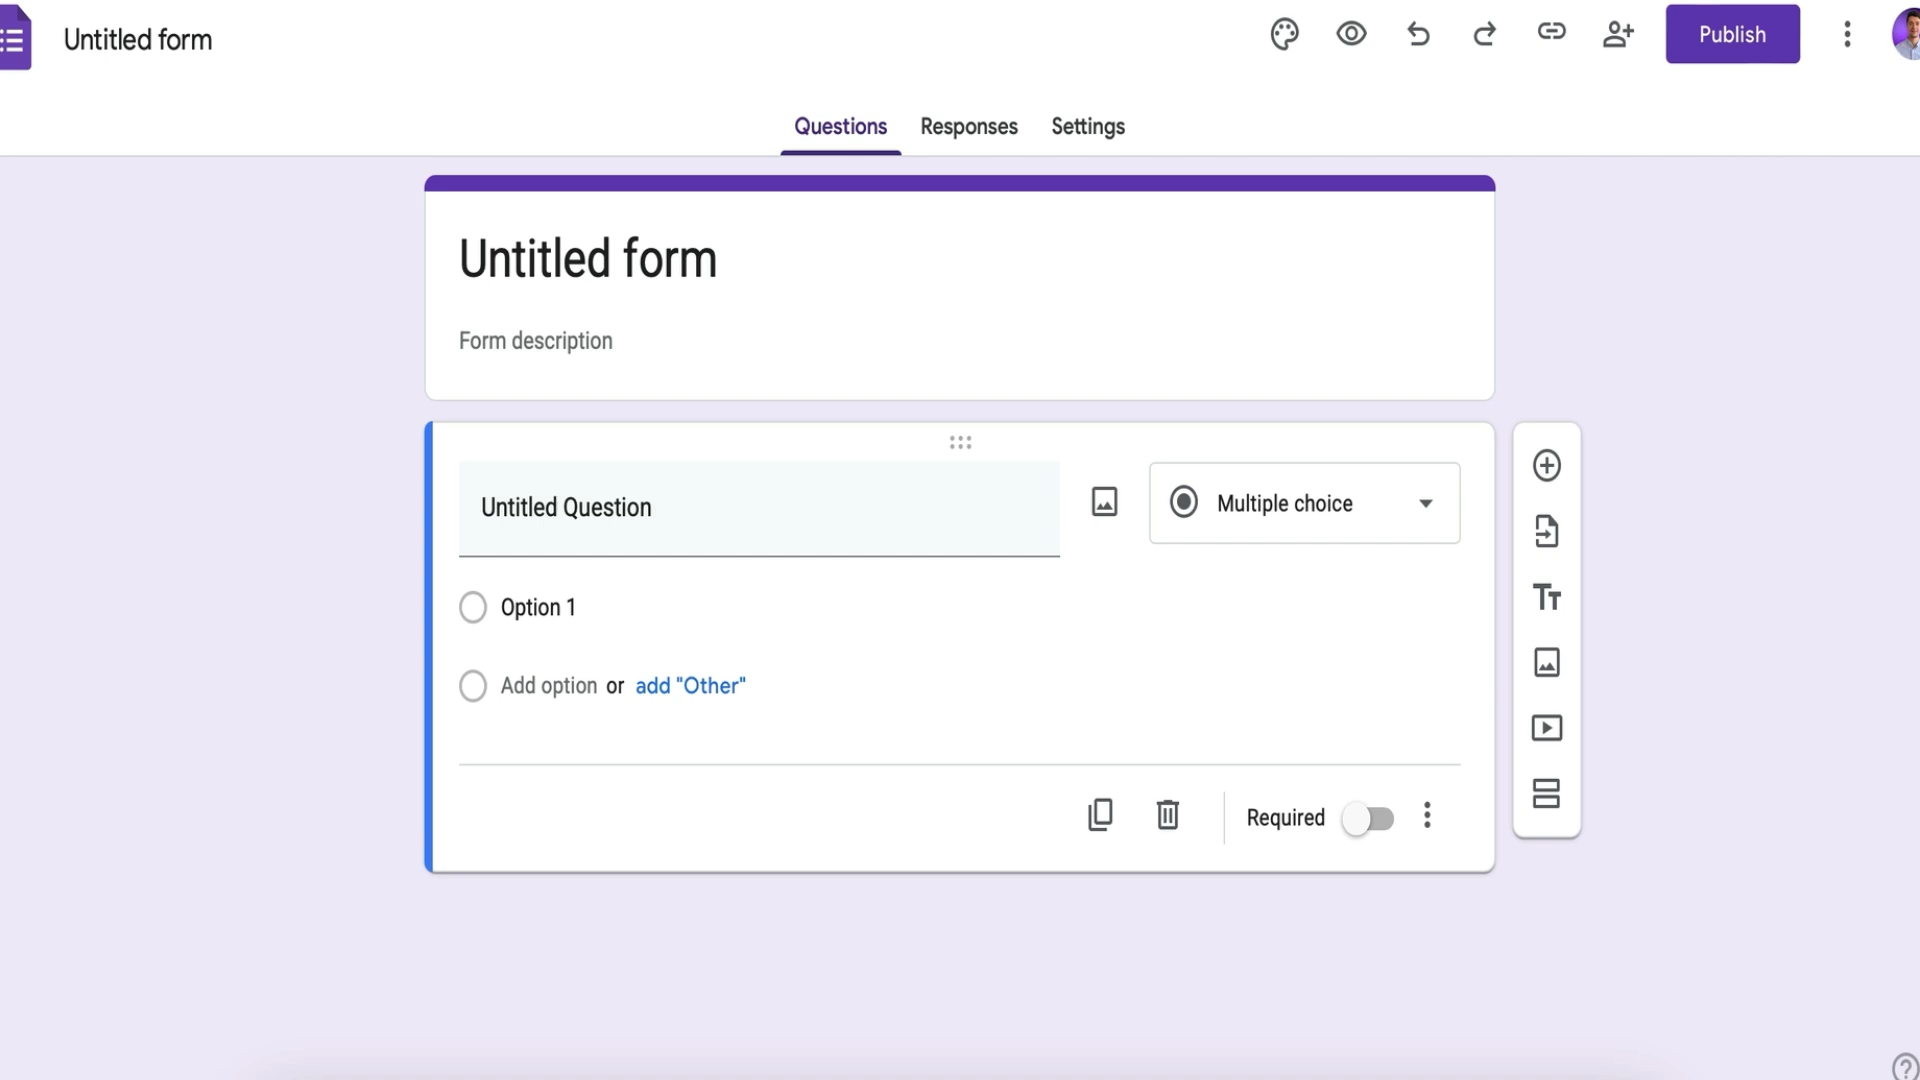 Untitled form
Publish
Questions Responses Settings
Untitled form
Form description
Untitled Question
Multiple choice
Option 1
Add option or add "Other"
Required